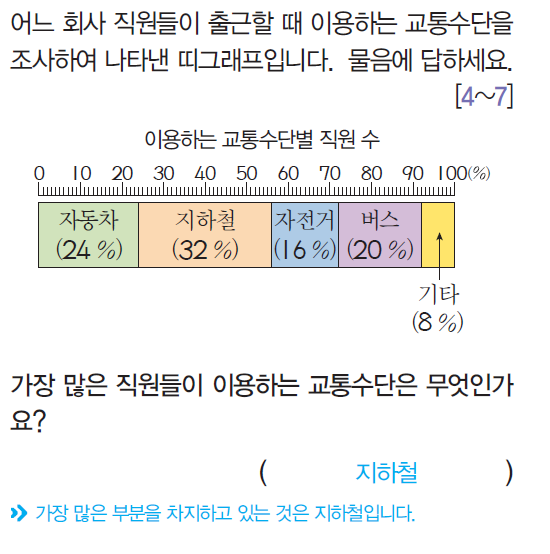 어느 회사 직원들이 출근할 때 이용하는 교통수단을
조사하여 나타낸 띠그래프입니다. 물음에 답하세요.
[4~7]
이용하는 교통수단별 직원 수
0 10 20 30 40 50 60 70 80 90 100(%)
자동차 지하철 자전거 버스
(24 %) (32 %) (16 %) (20 %)
기타
(8 %)
가장 많은 직원들이 이용하는 교통수단은 무엇인가
요?
( 지하철 )
» 가장 많은 부분을 차지하고 있는 것은 지하철입니다.